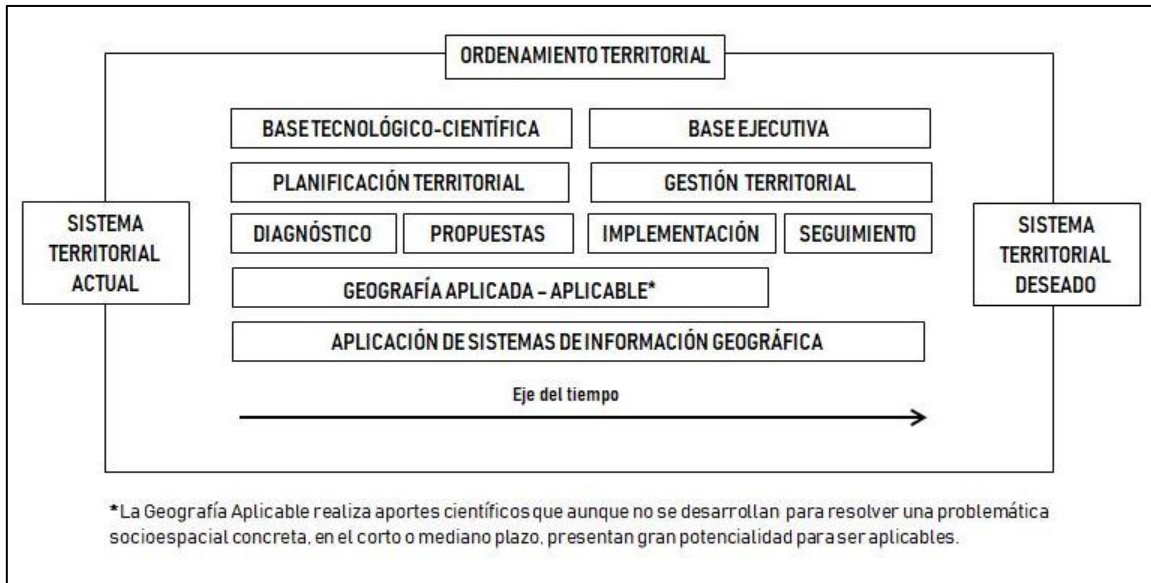 ORDENAMIENTO TERRITORIAL
BASE TECNOLÓGICO-CIENTÍFICA
BASE EJECUTIVA
PLANIFICACIÓN TERRITORIAL
GESTIÓN TERRITORIAL
SISTEMA
TERRITORIAL
ACTUAL
DIAGNÓSTICO
PROPUESTAS
IMPLEMENTACIÓN
SEGUIMIENTO
SISTEMA
TERRITORIAL
DESEADO
GEOGRAFÍA APLICADA – APLICABLE*
APLICACIÓN DE SISTEMAS DE INFORMACIÓN GEOGRÁFICA
Eje del tiempo
*La Geografía Aplicable realiza aportes científicos que aunque no se desarrollan para resolver una problemática
socioespacial concreta, en el corto o mediano plazo, presentan gran potencialidad para ser aplicables.